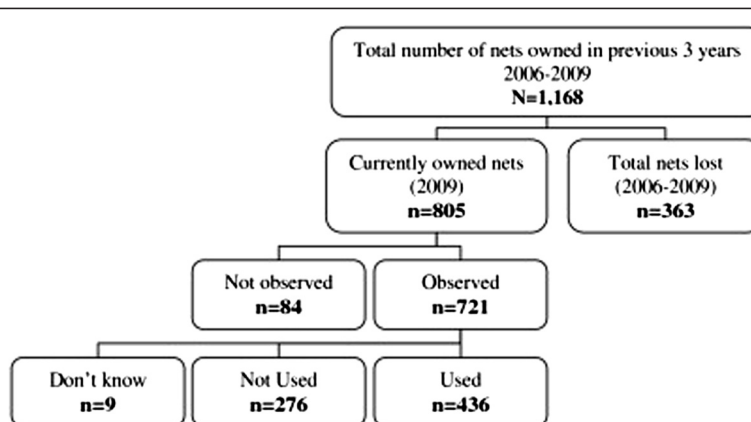 Total number of nets owned in previous 3 years
2006-2009
N=1,168
Currently owned nets
(2009)
n=805
Total nets lost
(2006-2009)
n=363
Not observed
n=84
Observed
n=721
Don't know
n=9
Not Used
n=276
Used
n=436